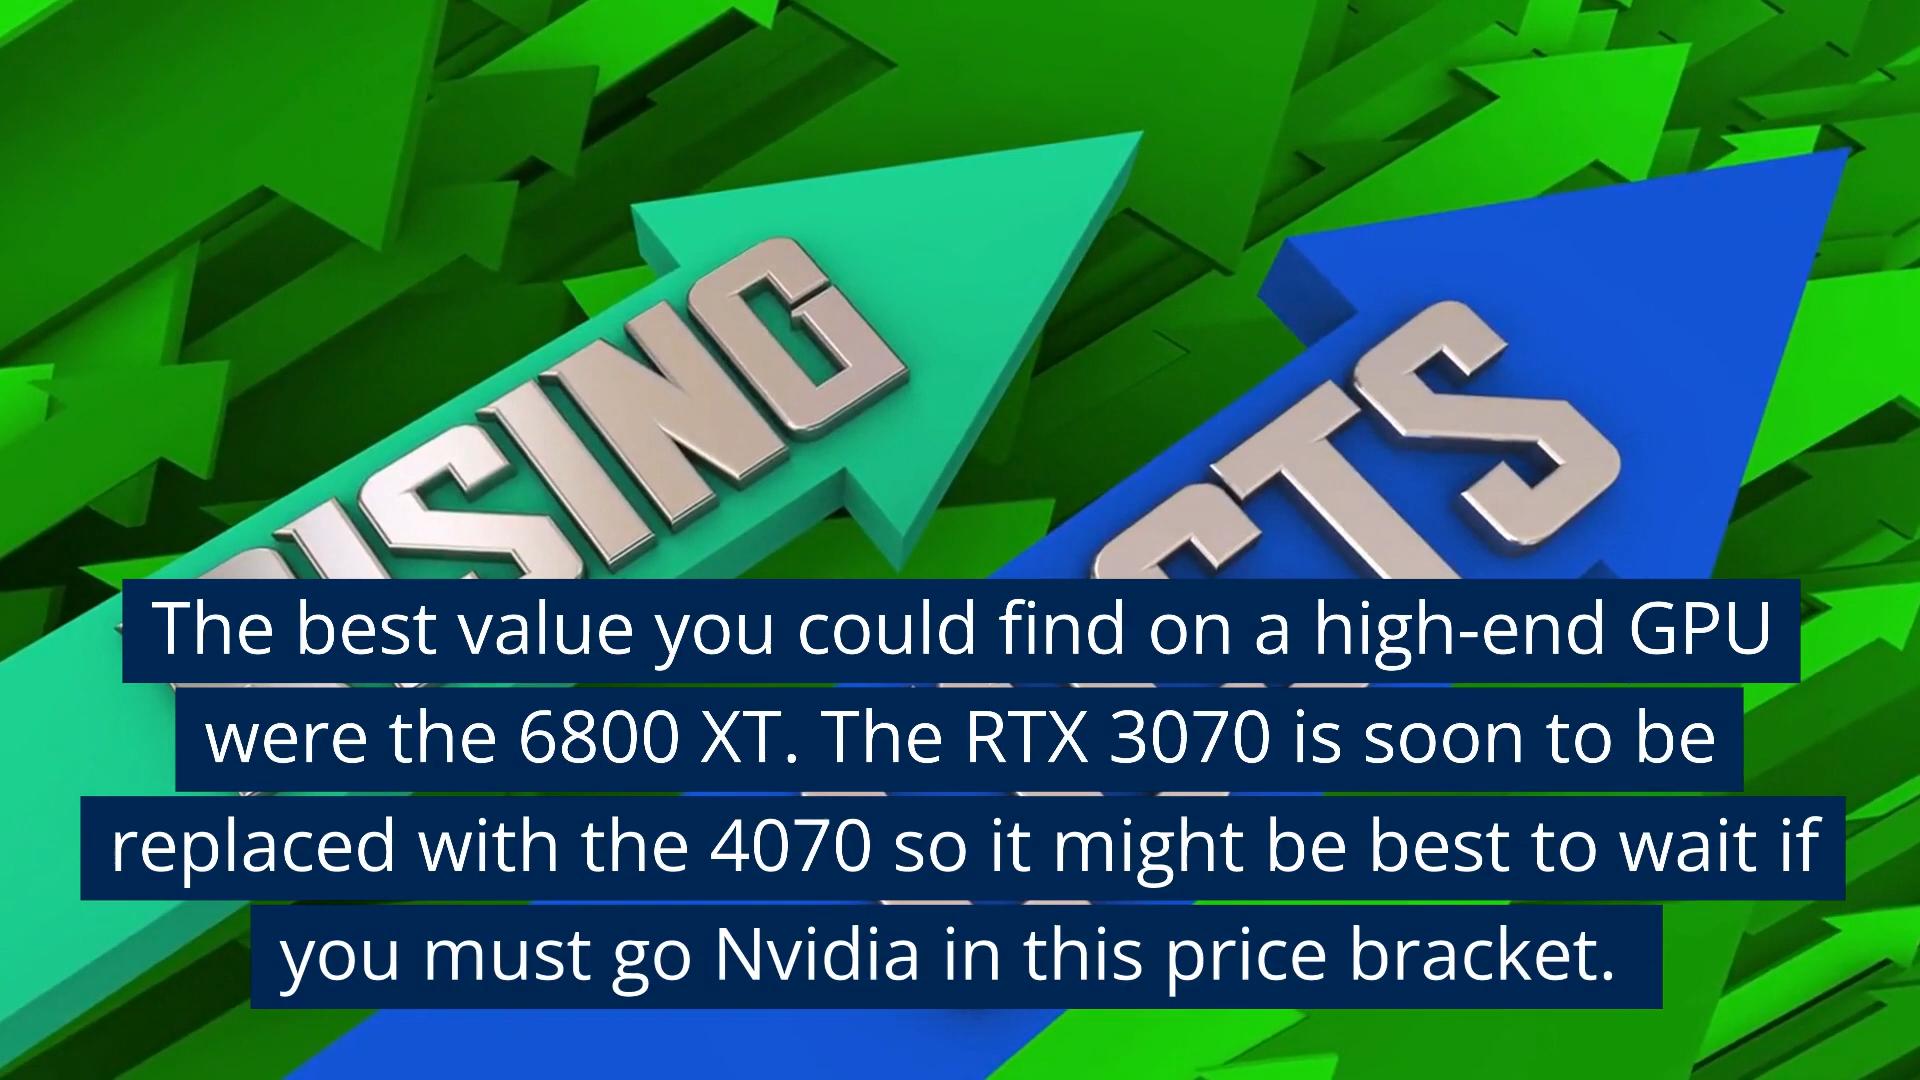 RISING
The best value you could find on a high-end GPU
were the 6800 XT. The RTX 3070 is soon to be
replaced with the 4070 so it might be best to wait if
you must go Nvidia in this price bracket.